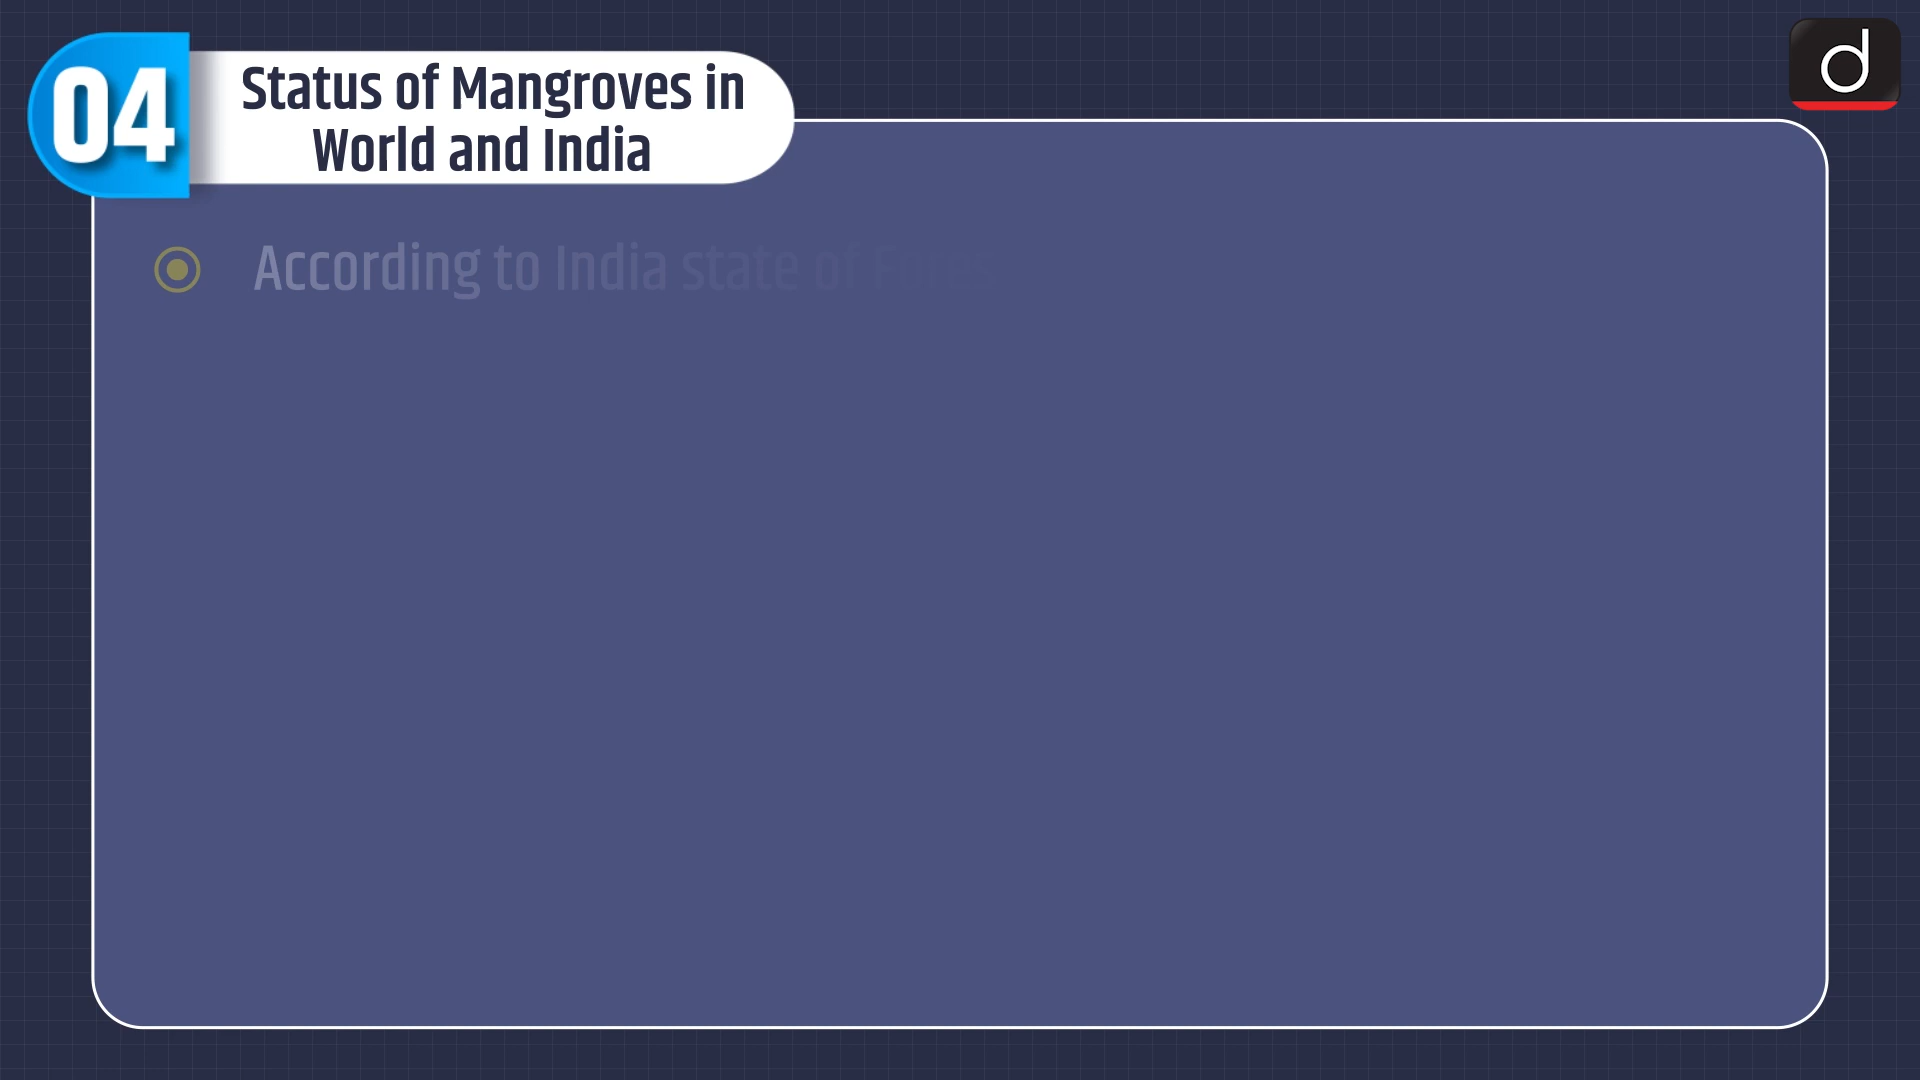 04
Status of Mangroves in
World and India
According to India state of